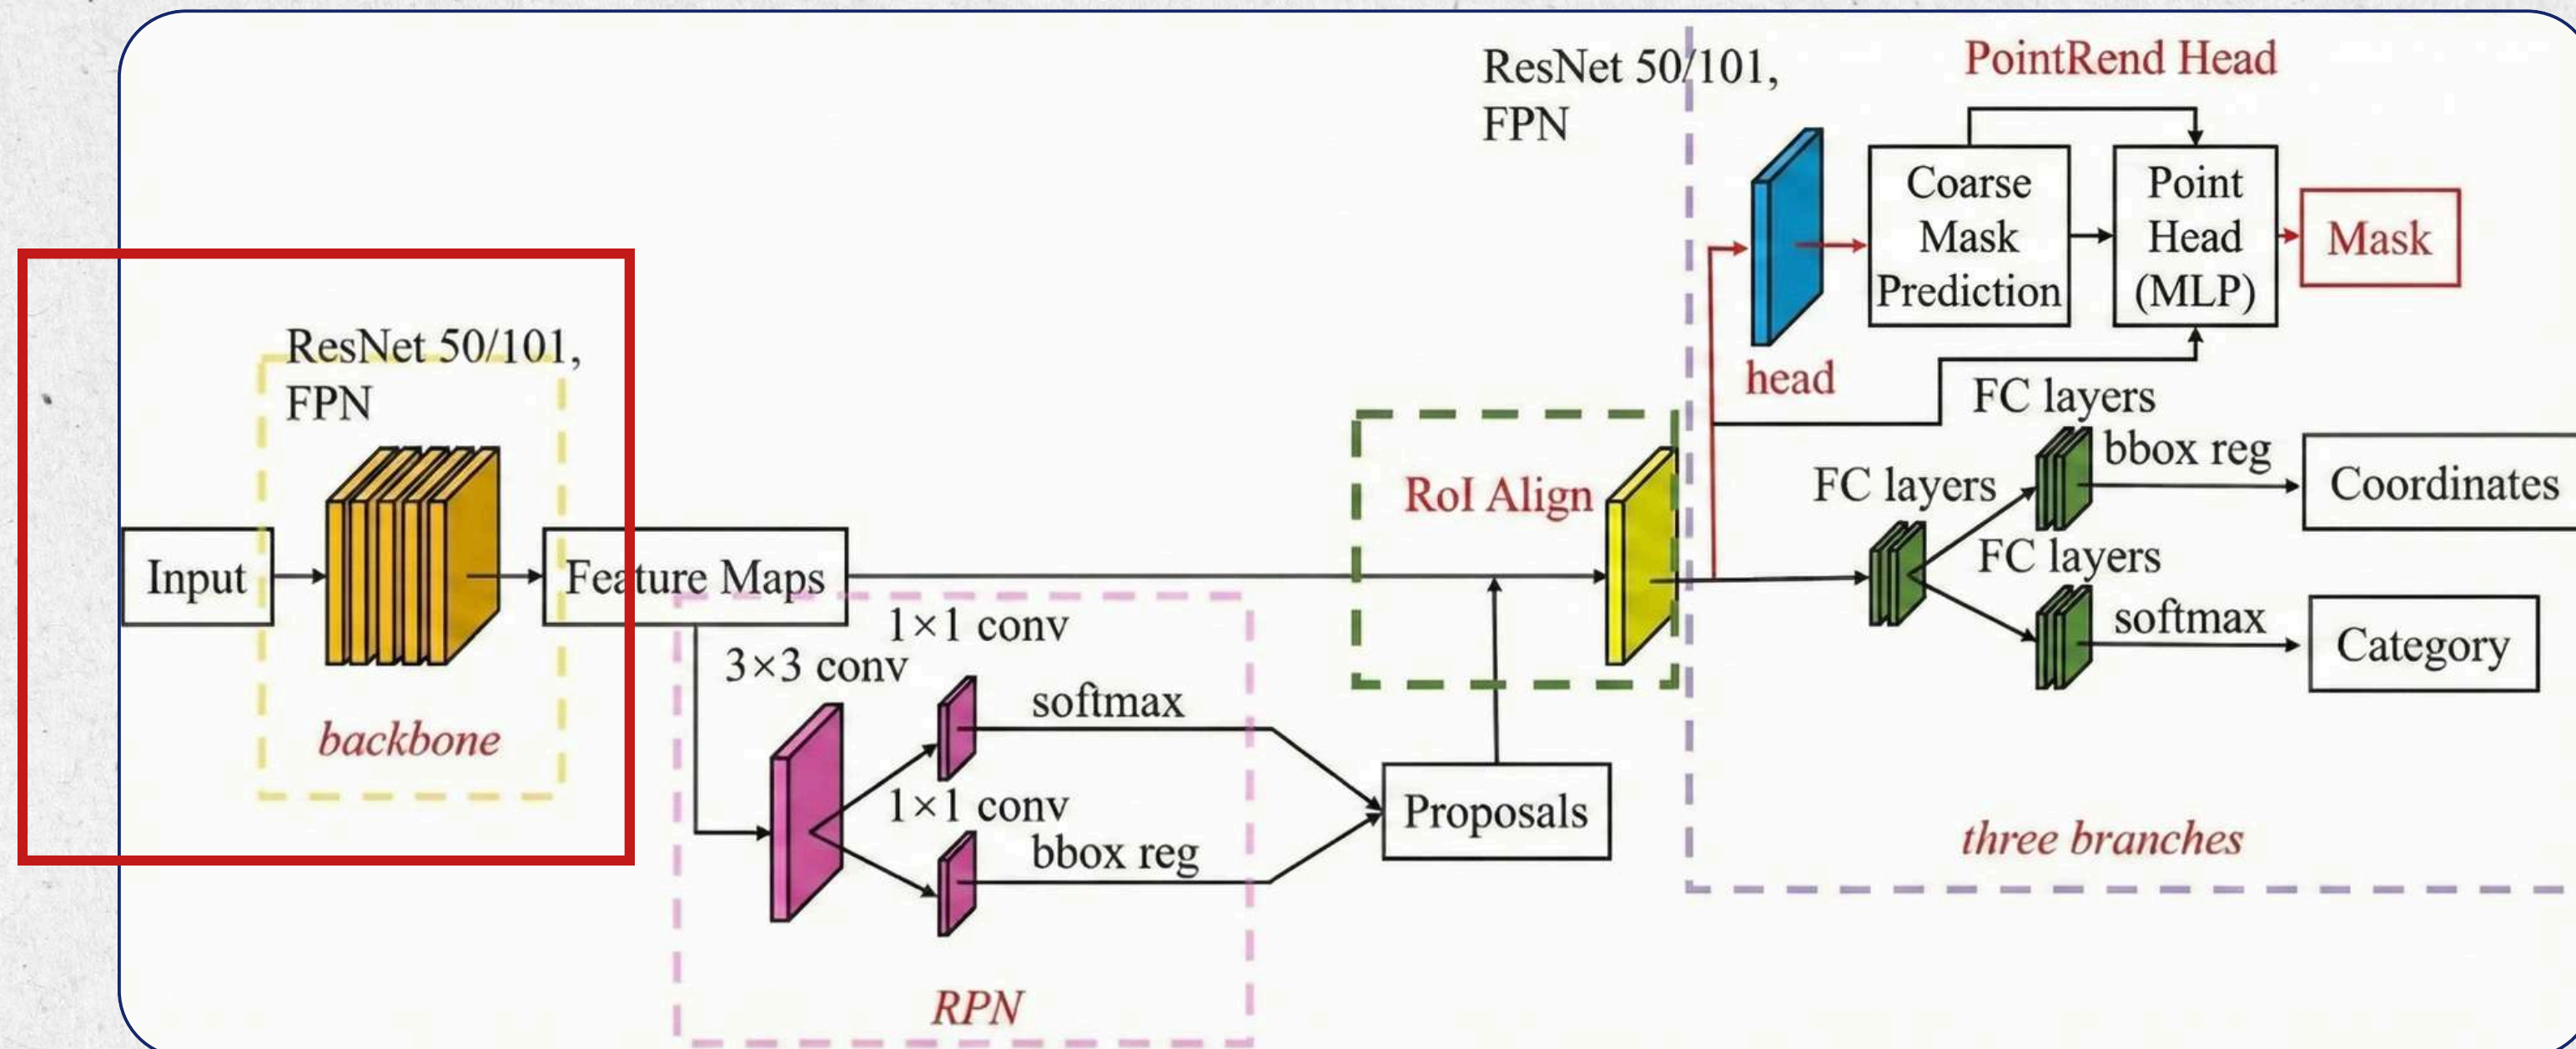 ResNet 50/101,
FPN
PointRend Head
Coarse
Mask
Prediction
Point
Head
(MLP)
Mask
head
ResNet 50/101,
FPN
Input
backbone
Feature Maps
RoI Align
FC layers
FC layers
bbox reg
Coordinates
FC layers
softmax
Category
three branches
1×1 conv
3×3 conv
softmax
1×1 conv
bbox reg
Proposals
RPN